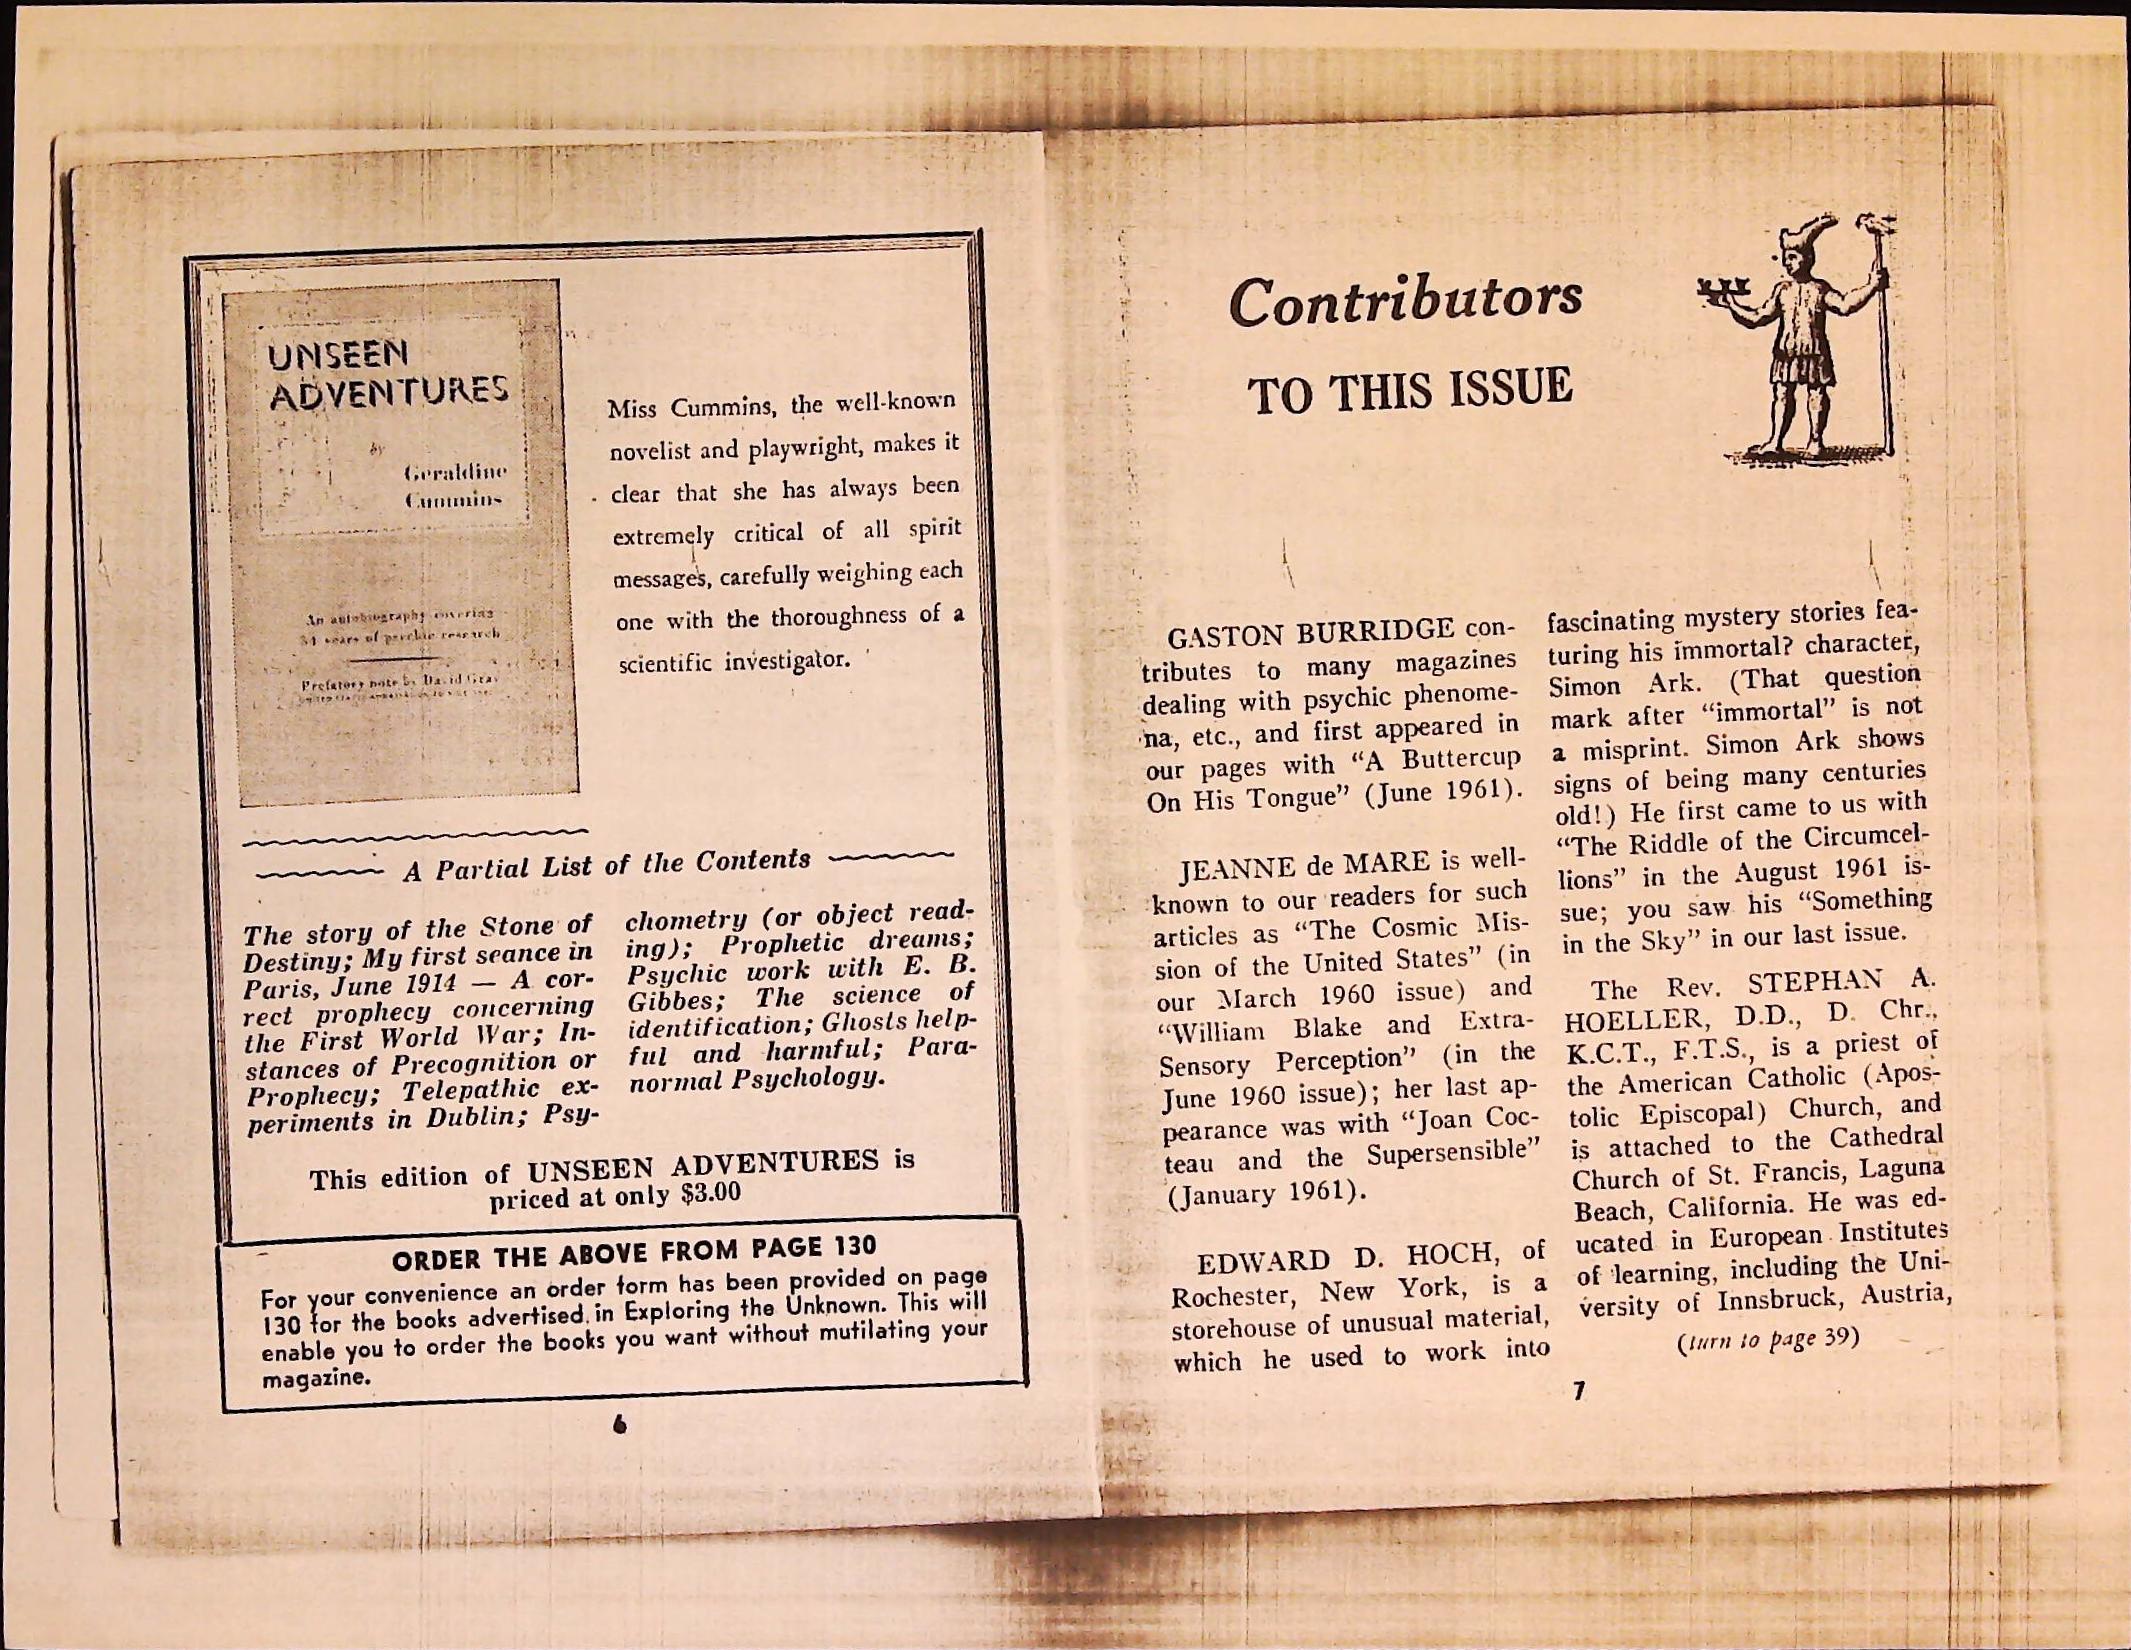 UNSEEN
ADVENTURES
by
Geraldine
Cummins
An autobiography covering
34 years of psychic research
Prefatory note by David Gray
Miss Cummins, the well-known
novelist and playwright, makes it
clear that she has always been
extremely critical of all spirit
messages, carefully weighing each
one with the thoroughness of a
scientific investigator.
A Partial List of the Contents
The story of the Stone of
Destiny; My first seance in
Paris, June 1914 — A cor-
rect prophecy concerning
the First World War; In-
stances of Precognition or
Prophecy; Telepathic ex-
periments in Dublin; Psy-
chometry (or object read-
ing); Prophetic dreams;
Psychic work with E. B.
Gibbes; The science of
identification; Ghosts help-
ful and harmful; Para-
normal Psychology.
This edition of UNSEEN ADVENTURES is
priced at only $3.00
ORDER THE ABOVE FROM PAGE 130
For your convenience an order form has been provided on page
130 for the books advertised in Exploring the Unknown. This will
enable you to order the books you want without mutilating your
magazine.
6
Contributors
TO THIS ISSUE
GASTON BURRIDGE con-
tributes to many magazines
dealing with psychic phenome-
na, etc., and first appeared in
our pages with “A Buttercup
On His Tongue” (June 1961).
JEANNE de MARE is well-
known to our readers for such
articles as “The Cosmic Mis-
sion of the United States” (in
our March 1960 issue) and
“William Blake and Extra-
Sensory Perception” (in the
June 1960 issue); her last ap-
pearance was with “Joan Coc-
teau and the Supersensible”
(January 1961).
EDWARD D. HOCH, of
Rochester, New York, is a
storehouse of unusual material,
which he used to work into
fascinating mystery stories fea-
turing his immortal? character,
Simon Ark. (That question
mark after “immortal” is not
a misprint. Simon Ark shows
signs of being many centuries
old!) He first came to us with
“The Riddle of the Circumcel-
lions” in the August 1961 is-
sue; you saw his “Something
in the Sky” in our last issue.
The Rev. STEPHAN A.
HOELLER, D.D., D. Chr.,
K.C.T., F.T.S., is a priest of
the American Catholic (Apos-
tolic Episcopal) Church, and
is attached to the Cathedral
Church of St. Francis, Laguna
Beach, California. He was ed-
ucated in European Institutes
of learning, including the Uni-
versity of Innsbruck, Austria,
(turn to page 39)
7